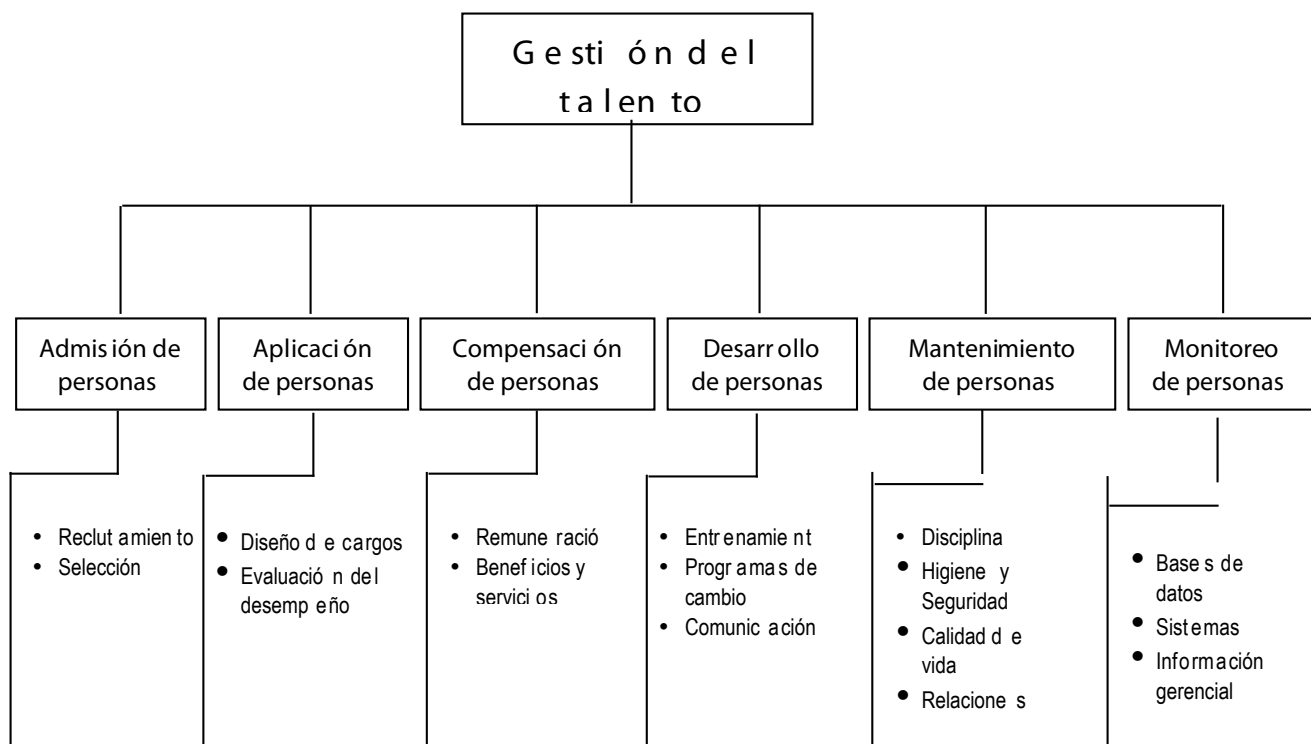 Gestión del
talento
Admisión de
personas
Aplicación
de personas
Compensación
de personas
Desarrollo
de personas
Mantenimiento
de personas
Monitoreo
de personas
• Reclutamiento
• Selección
• Diseño de cargos
• Evaluación del
desempeño
• Remuneració
• Beneficios y
servicios
• Entrenamient
• Programas de
cambio
• Comunicación
• Disciplina
• Higiene y
Seguridad
• Calidad de
vida
• Relaciones
• Bases de
datos
• Sistemas
• Información
gerencial